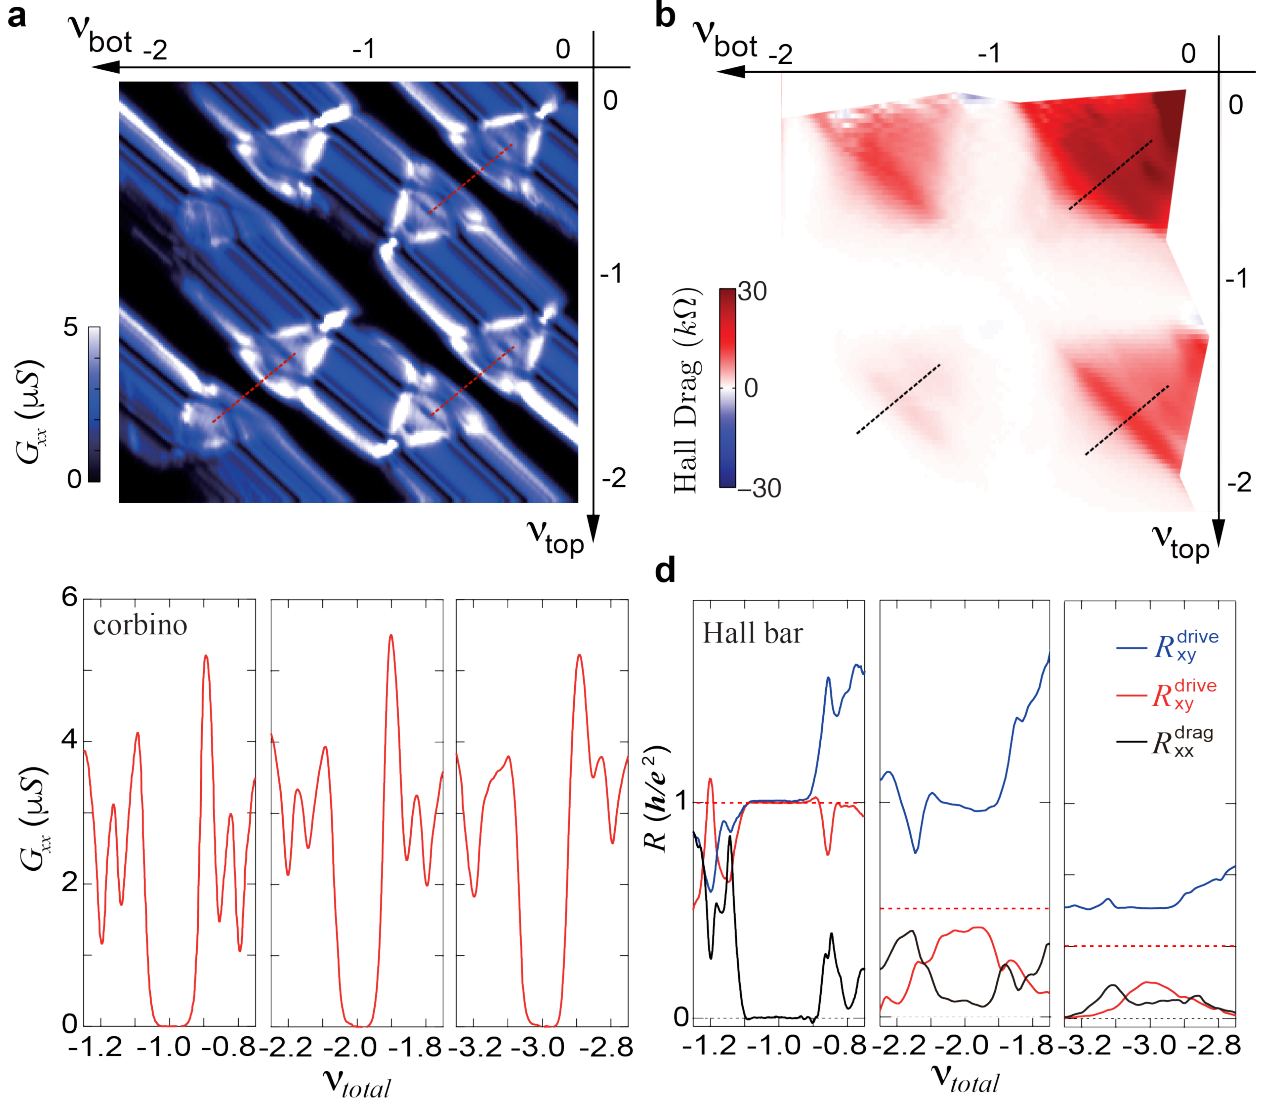 a
ν_bot -2 -1 0
0
-1
-2
ν_top
5
0
G_xx (μS)
b
ν_bot -2 -1 0
0
-1
-2
ν_top
Hall Drag (kΩ)
30
0
−30
6
4
2
0
G_xx (μS)
corbino
-1.2 -1.0 -0.8 -2.2 -2.0 -1.8 -3.2 -3.0 -2.8
ν_total
d
Hall bar
R (h/e²)
1
0
R_xy^drive
R_xy^drive
R_xx^drag
-1.2 -1.0 -0.8 -2.2 -2.0 -1.8 -3.2 -3.0 -2.8
ν_total